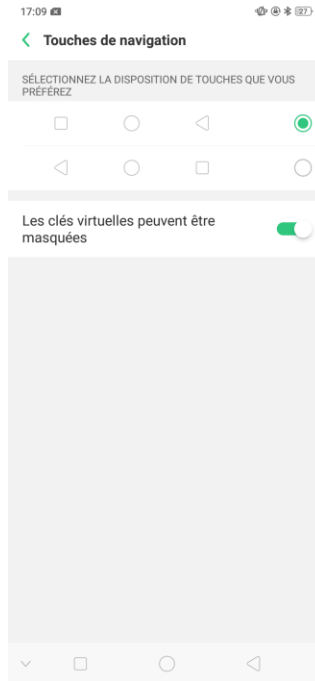 17:09
27
Touches de navigation
SÉLECTIONNEZ LA DISPOSITION DE TOUCHES QUE VOUS
PRÉFÉREZ
Les clés virtuelles peuvent être
masquées